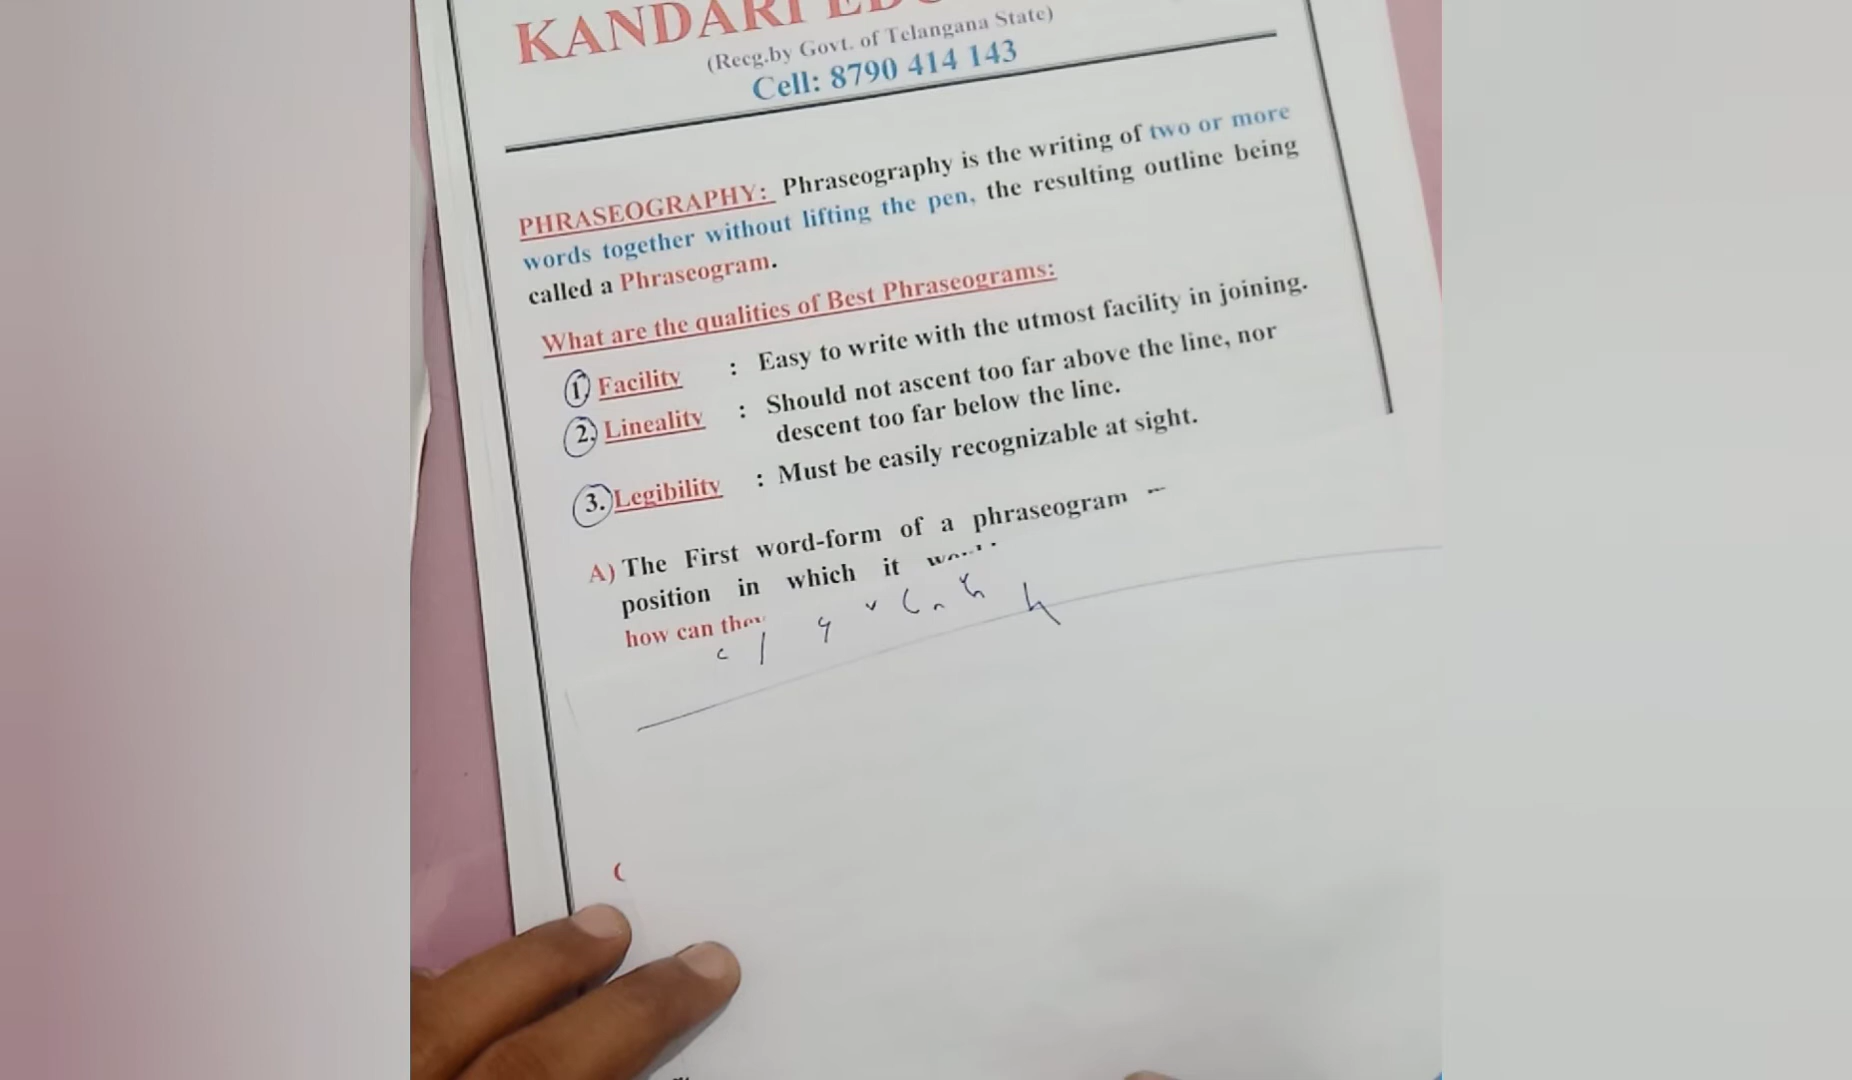 KANDARI
(Recg.by Govt. of Telangana State)
Cell: 8790 414 143
PHRASEOGRAPHY: Phraseography is the writing of two or more
words together without lifting the pen, the resulting outline being
called a Phraseogram.
What are the qualities of Best Phraseograms:
1) Facility : Easy to write with the utmost facility in joining.
2. Lineality : Should not ascent too far above the line, nor
descent too far below the line.
3. Legibility : Must be easily recognizable at sight.
A) The First word-form of a phraseogram
position in which it
how can